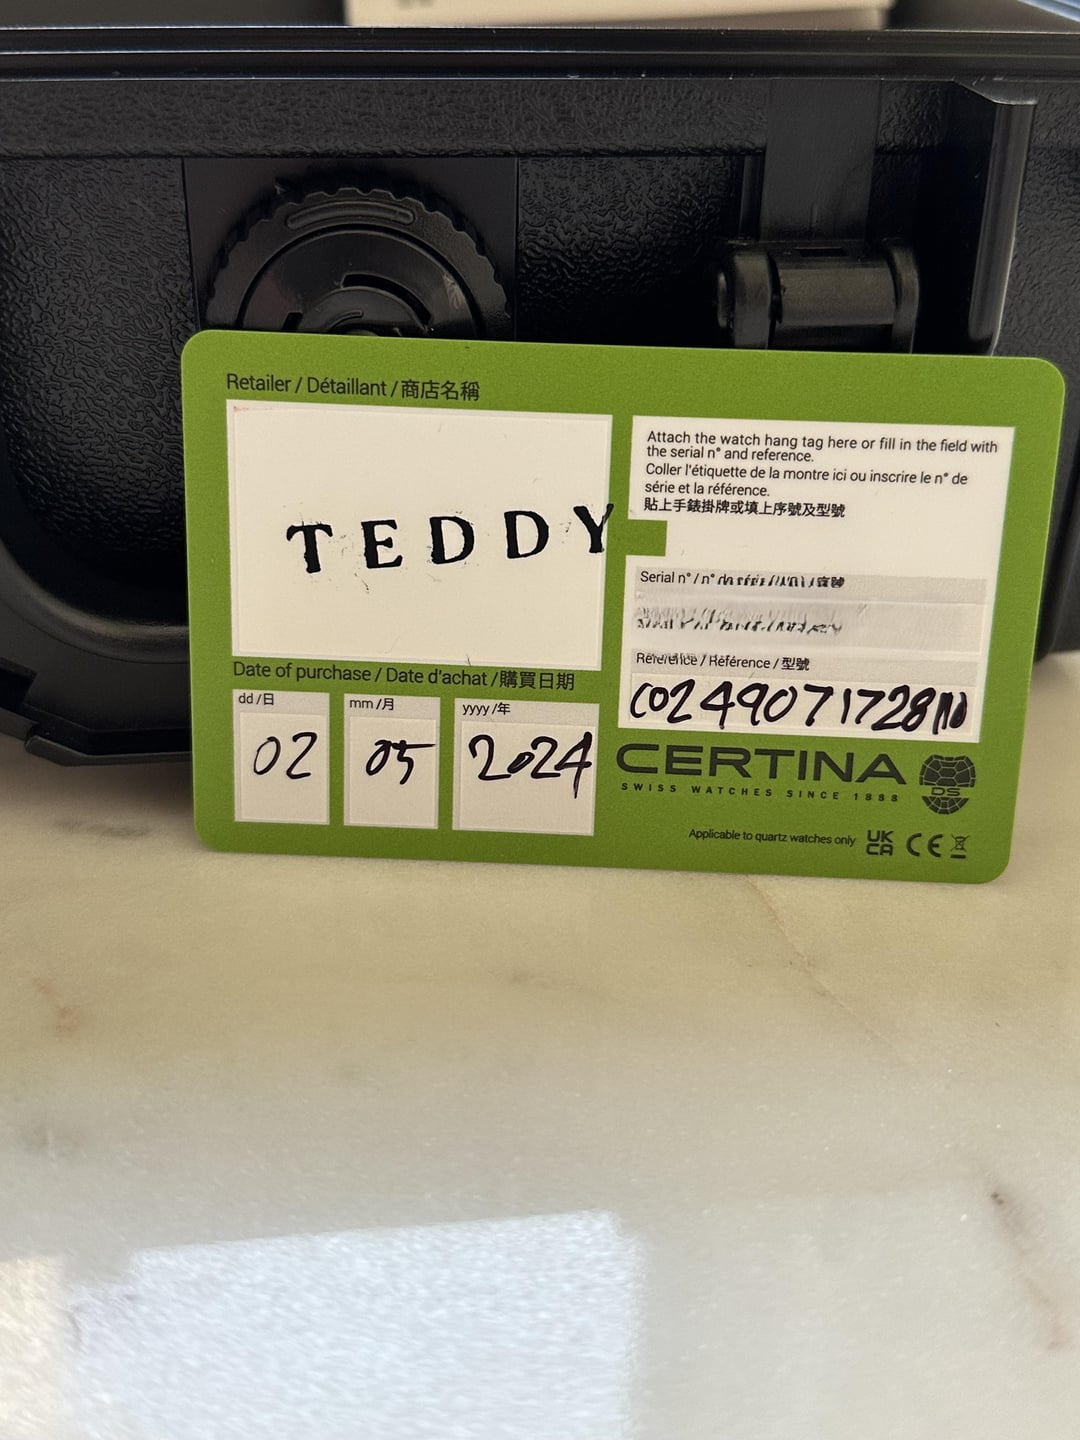 Retailer / Détaillant / 商店名稱
TEDDY
Date of purchase / Date d'achat / 購買日期
dd / 日
mm / 月
yyyy / 年
02
05
2024
Attach the watch hang tag here or fill in the field with
the serial n° and reference.
Coller l'étiquette de la montre ici ou inscrire le n° de
série et la référence.
貼上手錶掛牌或填上序號及型號
Serial n° / n°
Reference / Référence / 型號
CERTINA
SWISS WATCHES SINCE 1888
DS
Applicable to quartz watches only
UK
CA
CE